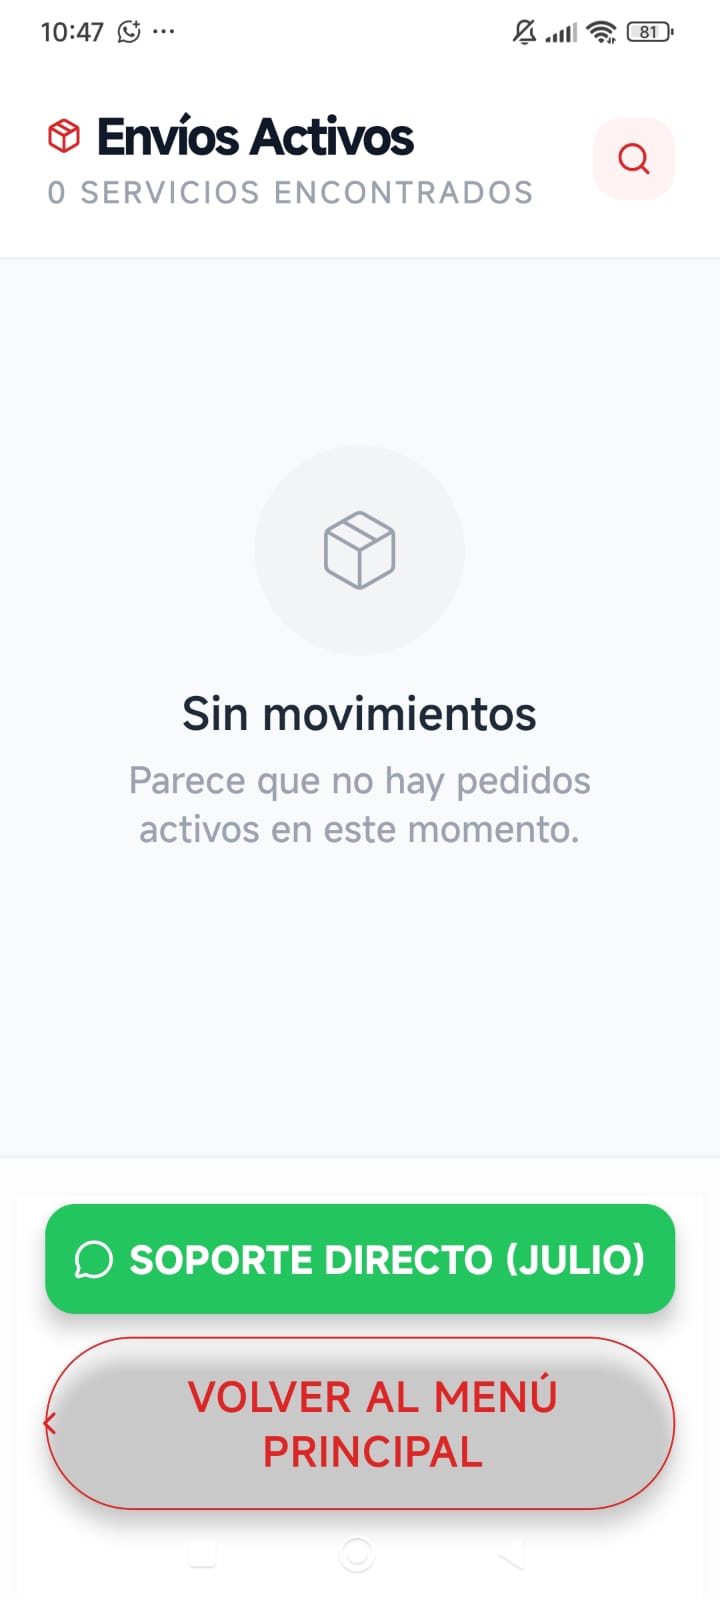 10:47
81
Envíos Activos
0 SERVICIOS ENCONTRADOS
Sin movimientos
Parece que no hay pedidos
activos en este momento.
SOPORTE DIRECTO (JULIO)
VOLVER AL MENÚ
PRINCIPAL